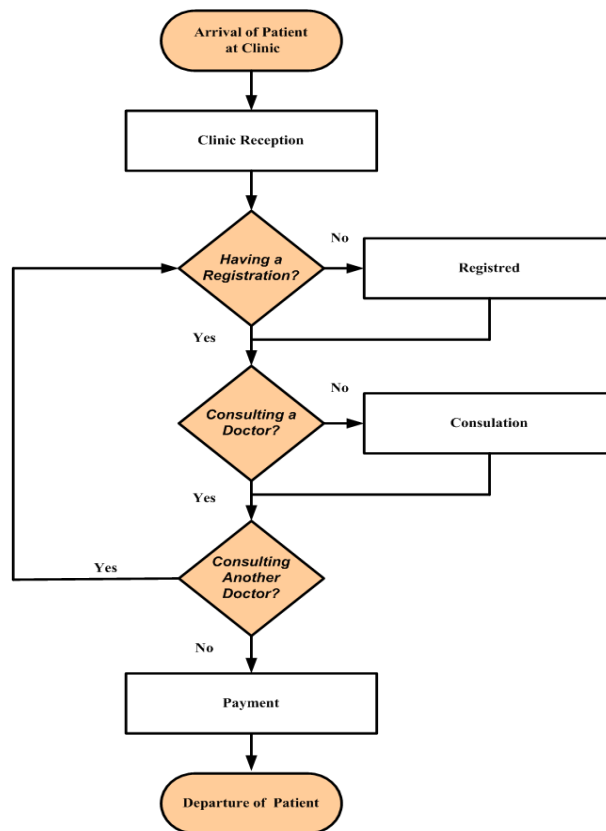 Arrival of Patient
at Clinic
Clinic Reception
Having a
Registration?
No
Registred
Yes
Consulting a
Doctor?
No
Consulation
Yes
Consulting
Another
Doctor?
Yes
No
Payment
Departure of Patient